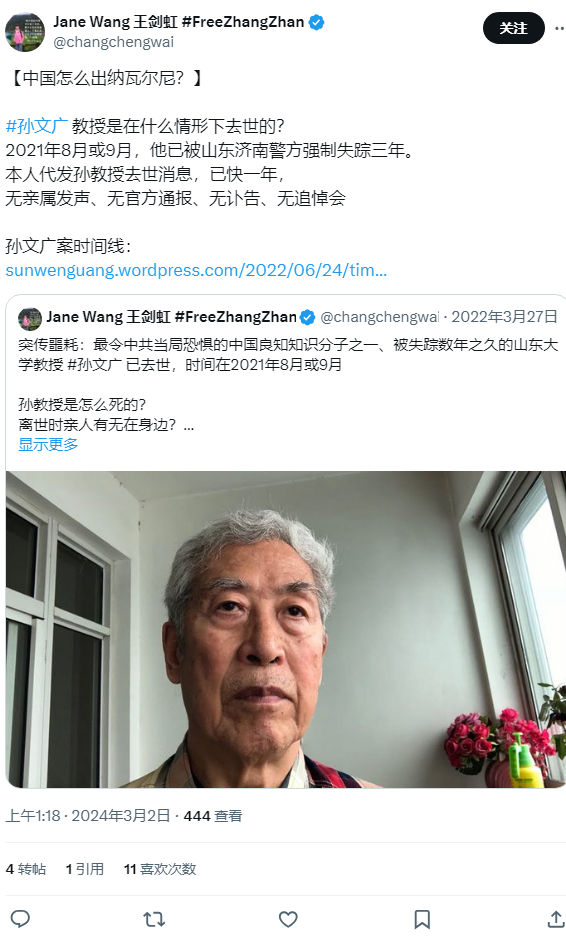 Jane Wang 王剑虹 #FreeZhangZhan
@changchengwai
关注
【中国怎么出纳瓦尔尼？】
#孙文广 教授是在什么情形下去世的？
2021年8月或9月，他已被山东济南警方强制失踪三年。
本人代发孙教授去世消息，已快一年，
无亲属发声、无官方通报、无讣告、无追悼会
孙文广案时间线：
sunwenguang.wordpress.com/2022/06/24/tim...
Jane Wang 王剑虹 #FreeZhangZhan @changchengwai · 2022年3月27日
突传噩耗：最令中共当局恐惧的中国良知知识分子之一、被失踪数年之久的山东大
学教授 #孙文广 已去世，时间在2021年8月或9月
孙教授是怎么死的？
离世时亲人有无在身边？...
显示更多
上午1:18 · 2024年3月2日 · 444 查看
4 转帖 1 引用 11 喜欢次数